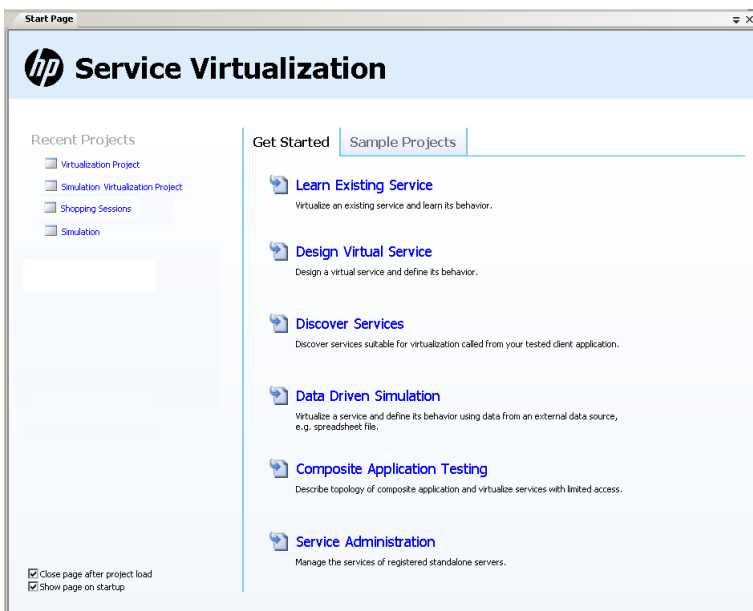 Start Page
hp Service Virtualization
Recent Projects
Virtualization Project
Simulation Virtualization Project
Shopping Sessions
Simulation
Close page after project load
Show page on startup
Get Started
Sample Projects
Learn Existing Service
Virtualize an existing service and learn its behavior.
Design Virtual Service
Design a virtual service and define its behavior.
Discover Services
Discover services suitable for virtualization called from your tested client application.
Data Driven Simulation
Virtualize a service and define its behavior using data from an external data source,
e.g. spreadsheet file.
Composite Application Testing
Describe topology of composite application and virtualize services with limited access.
Service Administration
Manage the services of registered standalone servers.